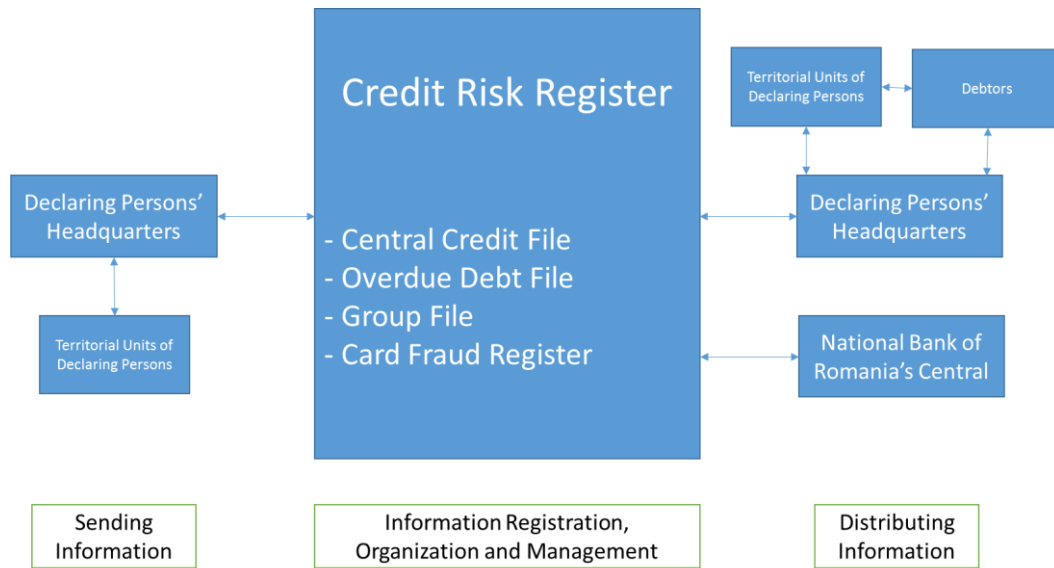 Credit Risk Register
- Central Credit File
- Overdue Debt File
- Group File
- Card Fraud Register
Declaring Persons'
Headquarters
Territorial Units of
Declaring Persons
Territorial Units of
Declaring Persons
Debtors
Declaring Persons'
Headquarters
National Bank of
Romania's Central
Sending
Information
Information Registration,
Organization and Management
Distributing
Information